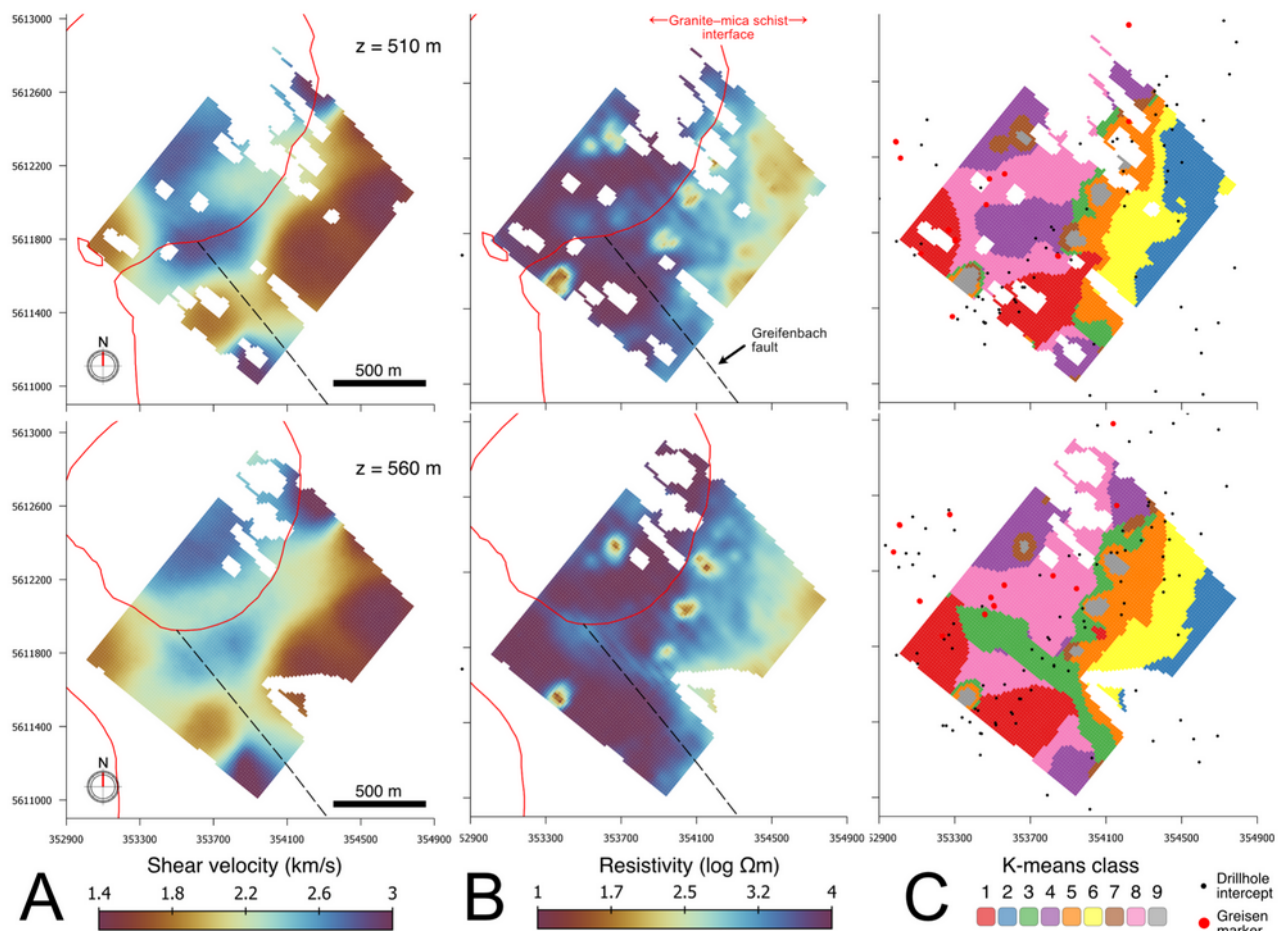 5613000
5612600
5612200
5611800
5611400
5611000
z = 510 m
N
500 m
Granite–mica schist
interface
Greifenbach
fault
5613000
5612600
5612200
5611800
5611400
5611000
z = 560 m
N
500 m
352900 353300 353700 354100 354500 354900
352900 353300 353700 354100 354500 354900
352900 353300 353700 354100 354500 354900
A
Shear velocity (km/s)
1.4 1.8 2.2 2.6 3
B
Resistivity (log Ωm)
1 1.7 2.5 3.2 4
C
K-means class
1 2 3 4 5 6 7 8 9
Drillhole
intercept
Greisen
marker